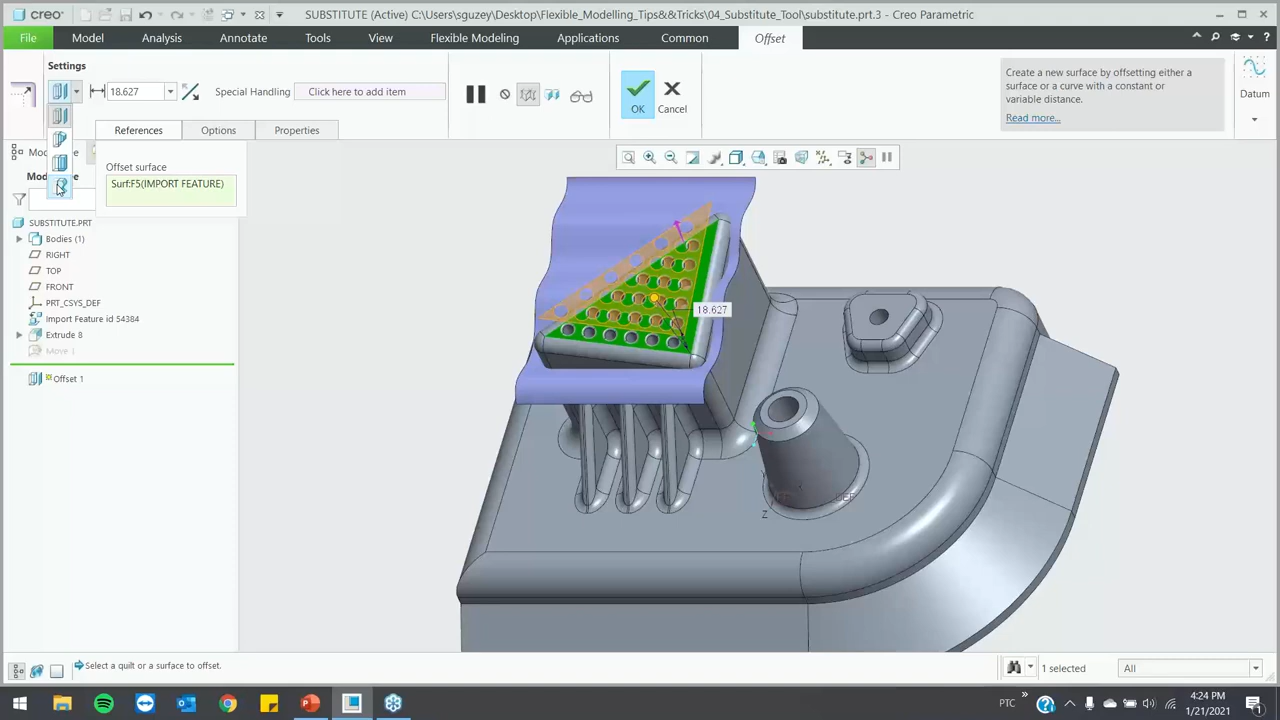 creo
SUBSTITUTE (Active) C:\Users\sguzey\Desktop\Flexible_Modelling_Tips&&Tricks\04_Substitute_Tool\substitute.prt.3 - Creo Parametric
File Model Analysis Annotate Tools View Flexible Modeling Applications Common Offset
Settings
18.627
Special Handling
Click here to add item
OK
Cancel
Create a new surface by offsetting either a
surface or a curve with a constant or
variable distance.
Read more...
Datum
References Options Properties
Offset surface
Surf:F5(IMPORT FEATURE)
SUBSTITUTE.PRT
Bodies (1)
RIGHT
TOP
FRONT
PRT_CSYS_DEF
Import Feature id 54384
Extrude 8
Move 1
Offset 1
18.627
Z
Select a quilt or a surface to offset.
1 selected
All
PTC
4:24 PM
1/21/2021
1